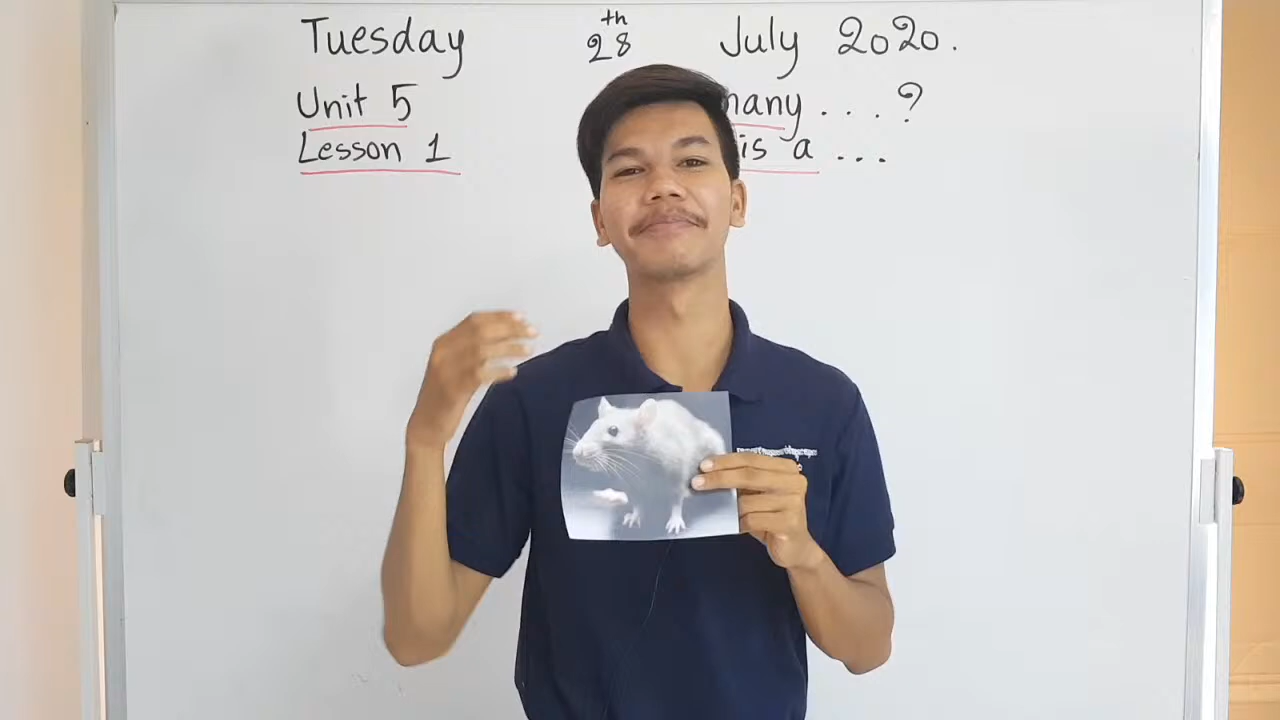 Tuesday 28th July 2020.
Unit 5 many . . . . ?
Lesson 1 is a . . .